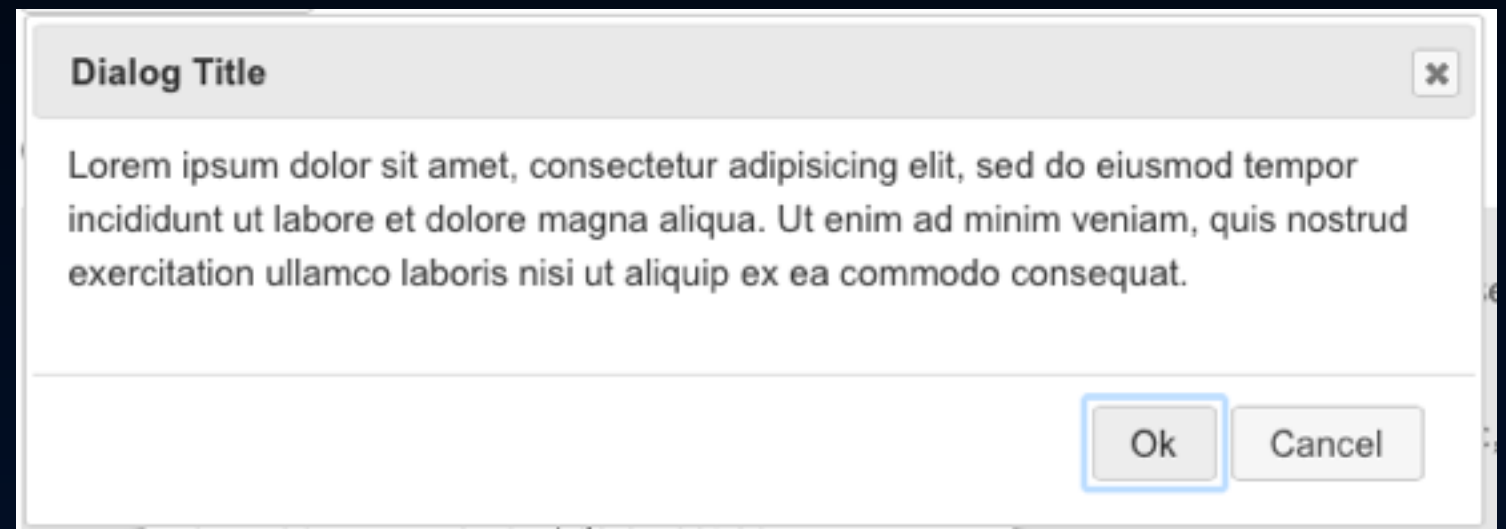 Dialog Title
Lorem ipsum dolor sit amet, consectetur adipisicing elit, sed do eiusmod tempor
incididunt ut labore et dolore magna aliqua. Ut enim ad minim veniam, quis nostrud
exercitation ullamco laboris nisi ut aliquip ex ea commodo consequat.
Ok
Cancel